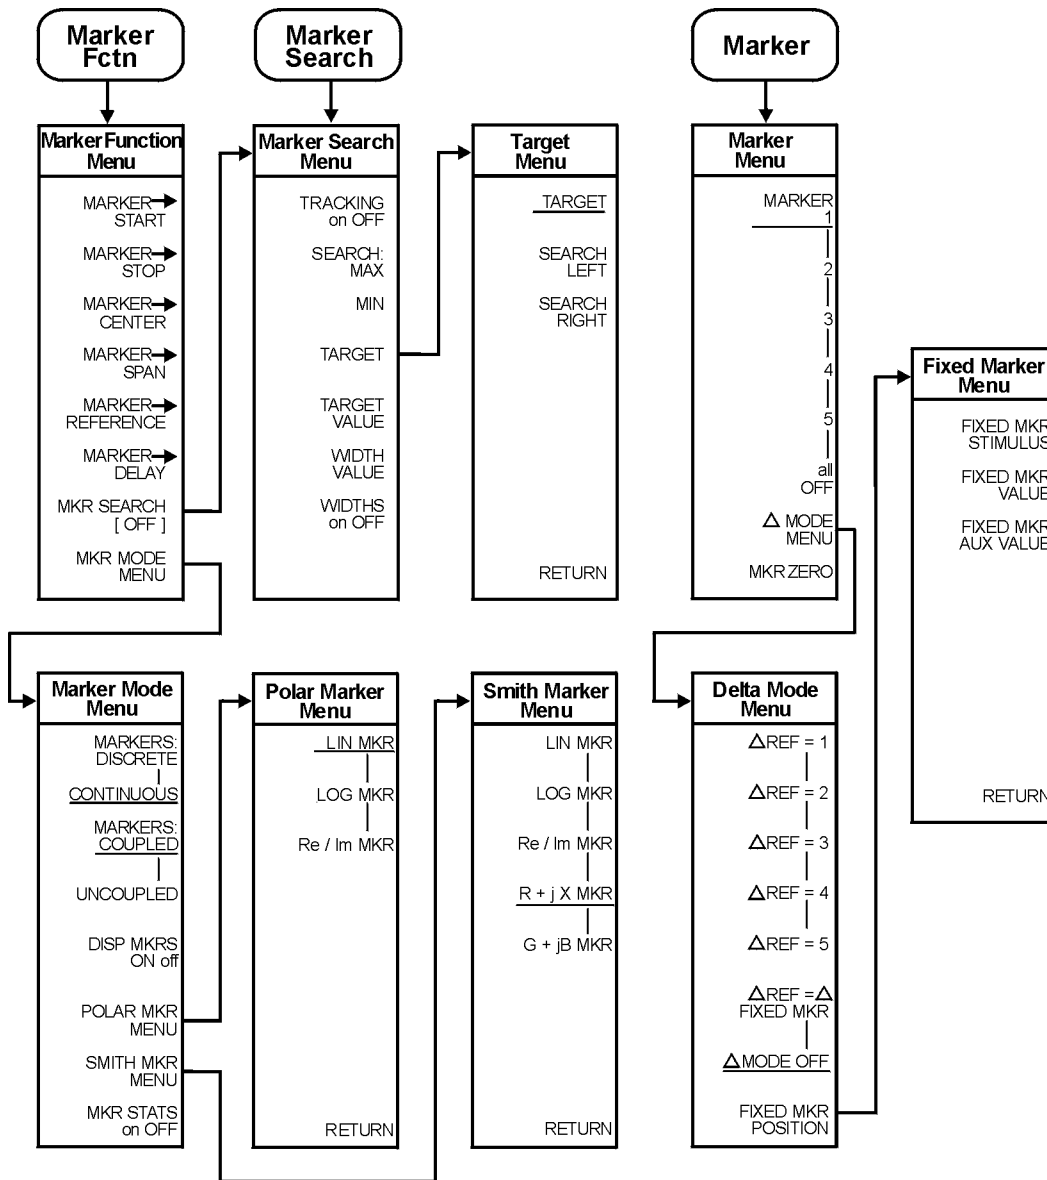 Marker
Fctn
Marker
Search
Marker
Marker Function
Menu
MARKER→
START
MARKER→
STOP
MARKER→
CENTER
MARKER→
SPAN
MARKER→
REFERENCE
MARKER→
DELAY
MKR SEARCH
[ OFF ]
MKR MODE
MENU
Marker Search
Menu
TRACKING
on OFF
SEARCH:
MAX
MIN
TARGET
TARGET
VALUE
WIDTH
VALUE
WIDTHS
on OFF
Target
Menu
TARGET
SEARCH
LEFT
SEARCH
RIGHT
RETURN
Marker
Menu
MARKER
1
2
3
4
5
all
OFF
△ MODE
MENU
MKR ZERO
Fixed Marker
Menu
FIXED MKR
STIMULUS
FIXED MKR
VALUE
FIXED MKR
AUX VALUE
RETURN
Marker Mode
Menu
MARKERS:
DISCRETE
CONTINUOUS
MARKERS:
COUPLED
UNCOUPLED
DISP MKRS
ON off
POLAR MKR
MENU
SMITH MKR
MENU
MKR STATS
on OFF
Polar Marker
Menu
LIN MKR
LOG MKR
Re / Im MKR
RETURN
Smith Marker
Menu
LIN MKR
LOG MKR
Re / Im MKR
R + j X MKR
G + jB MKR
RETURN
Delta Mode
Menu
△REF = 1
△REF = 2
△REF = 3
△REF = 4
△REF = 5
△REF = △
FIXED MKR
△MODE OFF
FIXED MKR
POSITION